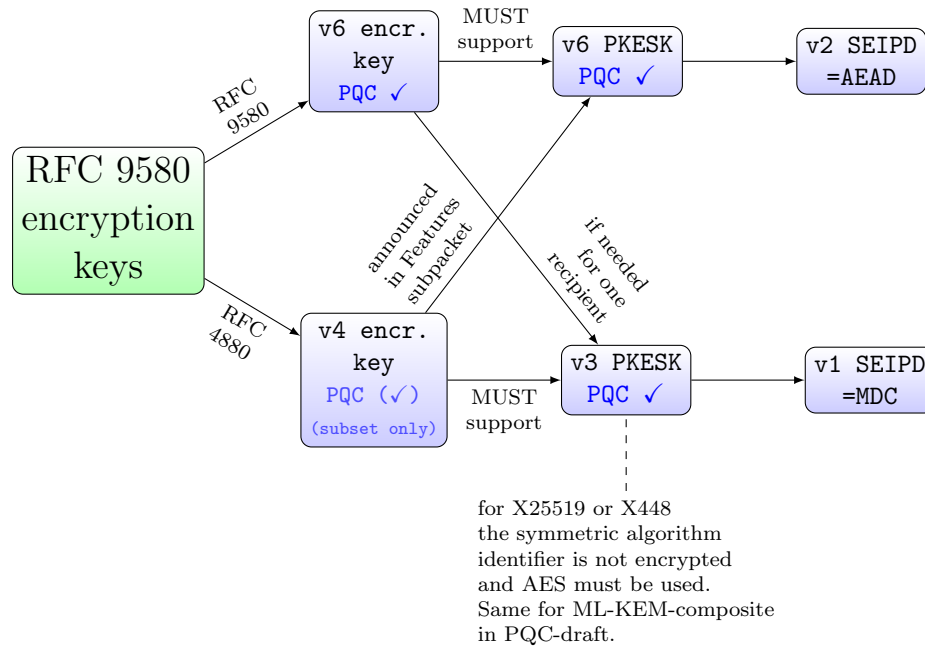 v6 encr.
key
PQC ✓
MUST
support
v6 PKESK
PQC ✓
v2 SEIPD
=AEAD
RFC
9580
RFC 9580
encryption
keys
announced
in Features
subpacket
if needed
for one
recipient
RFC
4880
v4 encr.
key
PQC (✓)
(subset only)
MUST
support
v3 PKESK
PQC ✓
v1 SEIPD
=MDC
for X25519 or X448
the symmetric algorithm
identifier is not encrypted
and AES must be used.
Same for ML-KEM-composite
in PQC-draft.